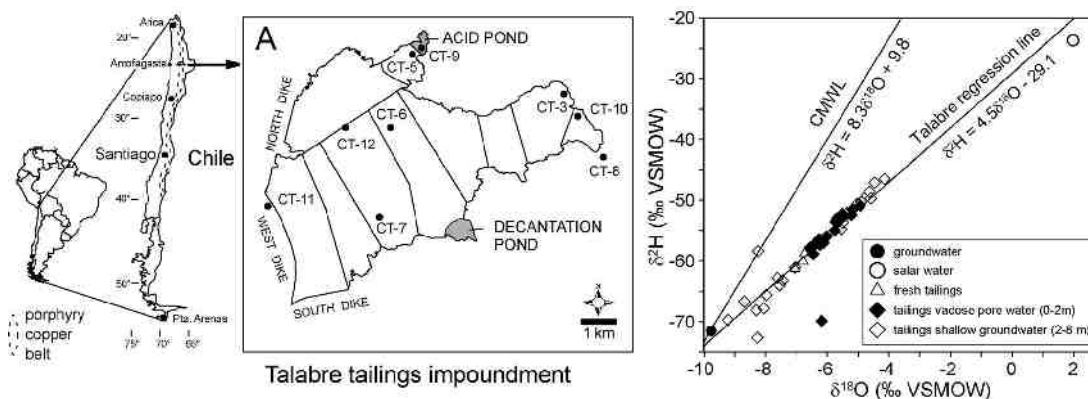 Arica
20°
Antofagasta
Copiapo
30°
Santiago
Chile
40°
50°
Pta. Arenas
75° 70° 65°
porphyry
copper
belt
A
ACID POND
CT-9
CT-5
NORTH DIKE
CT-3
CT-10
CT-6
CT-12
CT-6
CT-11
CT-7
WEST DIKE
DECANTATION
POND
SOUTH DIKE
1 km
Talabre tailings impoundment
-20
-30
-40
-50
-60
-70
δ²H (‰ VSMOW)
CMWL
δ²H = 8.3δ¹⁸O + 9.8
Talabre regression line
δ²H = 4.5δ¹⁸O - 29.1
groundwater
salar water
fresh tailings
tailings vadose pore water (0-2m)
tailings shallow groundwater (2-6 m)
-10 -8 -6 -4 -2 0 2
δ¹⁸O (‰ VSMOW)